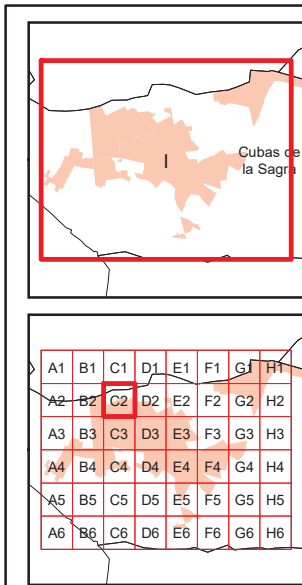 I
Cubas de
la Sagra
A1 B1 C1 D1 E1 F1 G1 H1
A2 B2 C2 D2 E2 F2 G2 H2
A3 B3 C3 D3 E3 F3 G3 H3
A4 B4 C4 D4 E4 F4 G4 H4
A5 B5 C5 D5 E5 F5 G5 H5
A6 B6 C6 D6 E6 F6 G6 H6